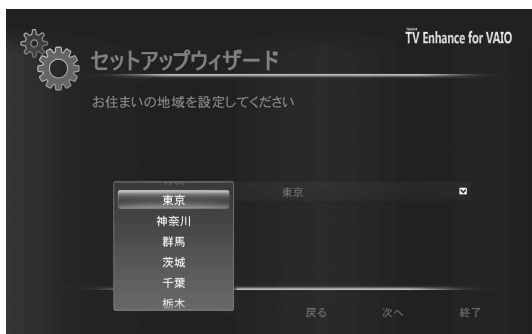 TV Enhance for VAIO
セットアップウィザード
お住まいの地域を設定してください
東京
東京
神奈川
群馬
茨城
千葉
栃木
戻る
次へ
終了